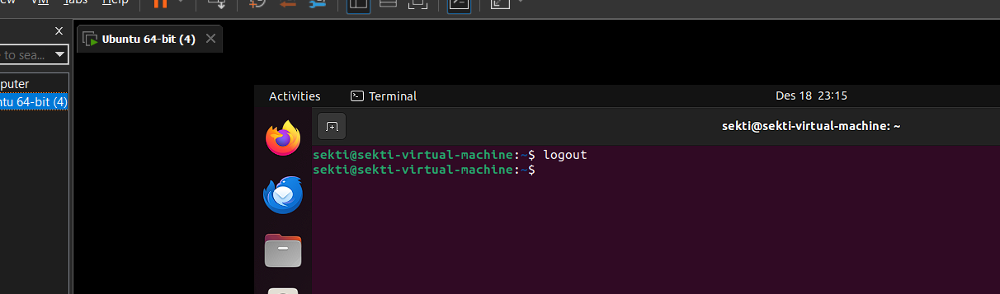 VM Tabs Help
Ubuntu 64-bit (4)
to sea...
puter
ntu 64-bit (4)
Activities
Terminal
Des 18 23:15
sekti@sekti-virtual-machine: ~
sekti@sekti-virtual-machine:~$ logout
sekti@sekti-virtual-machine:~$